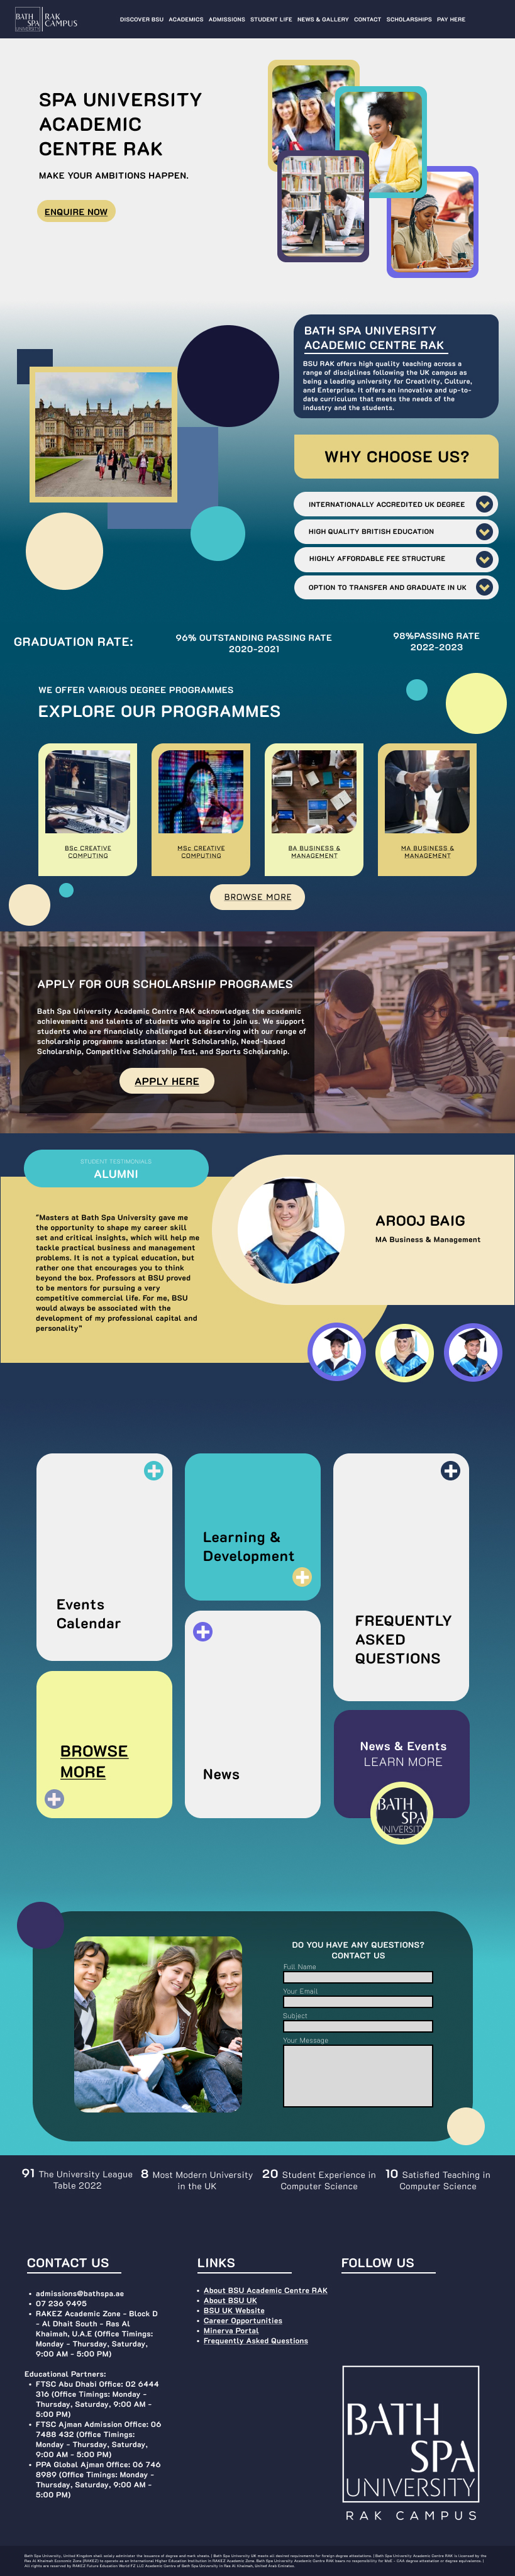 BATH SPA UNIVERSITY RAK CAMPUS
DISCOVER BSU ACADEMICS ADMISSIONS STUDENT LIFE NEWS & GALLERY CONTACT SCHOLARSHIPS PAY HERE
SPA UNIVERSITY
ACADEMIC
CENTRE RAK
MAKE YOUR AMBITIONS HAPPEN.
ENQUIRE NOW
BATH SPA UNIVERSITY
ACADEMIC CENTRE RAK
BSU RAK offers high quality teaching across a
range of disciplines following the UK campus as
being a leading university for Creativity, Culture,
and Enterprise. It offers an innovative and up-to-
date curriculum that meets the needs of the
industry and the students.
WHY CHOOSE US?
INTERNATIONALLY ACCREDITED UK DEGREE
HIGH QUALITY BRITISH EDUCATION
HIGHLY AFFORDABLE FEE STRUCTURE
OPTION TO TRANSFER AND GRADUATE IN UK
GRADUATION RATE:
96% OUTSTANDING PASSING RATE
2020-2021
98%PASSING RATE
2022-2023
WE OFFER VARIOUS DEGREE PROGRAMMES
EXPLORE OUR PROGRAMMES
BSc CREATIVE
COMPUTING
MSc CREATIVE
COMPUTING
BA BUSINESS &
MANAGEMENT
MA BUSINESS &
MANAGEMENT
BROWSE MORE
APPLY FOR OUR SCHOLARSHIP PROGRAMES
Bath Spa University Academic Centre RAK acknowledges the academic
achievements and talents of students who aspire to join us. We support
students who are financially challenged but deserving with our range of
scholarship programme assistance: Merit Scholarship, Need-based
Scholarship, Competitive Scholarship Test, and Sports Scholarship.
APPLY HERE
STUDENT TESTIMONIALS
ALUMNI
"Masters at Bath Spa University gave me
the opportunity to shape my career skill
set and critical insights, which will help me
tackle practical business and management
problems. It is not a typical education, but
rather one that encourages you to think
beyond the box. Professors at BSU proved
to be mentors for pursuing a very
competitive commercial life. For me, BSU
would always be associated with the
development of my professional capital and
personality"
AROOJ BAIG
MA Business & Management
Events
Calendar
Learning &
Development
FREQUENTLY
ASKED
QUESTIONS
BROWSE
MORE
News
News & Events
LEARN MORE
BATH
SPA
UNIVERSITY
DO YOU HAVE ANY QUESTIONS?
CONTACT US
Full Name
Your Email
Subject
Your Message
91 The University League
Table 2022
8 Most Modern University
in the UK
20 Student Experience in
Computer Science
10 Satisfied Teaching in
Computer Science
CONTACT US
admissions@bathspa.ae
07 236 9495
RAKEZ Academic Zone - Block D
- Al Dhait South - Ras Al
Khaimah, U.A.E (Office Timings:
Monday - Thursday, Saturday,
9:00 AM - 5:00 PM)
Educational Partners:
FTSC Abu Dhabi Office: 02 6444
316 (Office Timings: Monday -
Thursday, Saturday, 9:00 AM -
5:00 PM)
FTSC Ajman Admission Office: 06
7488 432 (Office Timings:
Monday - Thursday, Saturday,
9:00 AM - 5:00 PM)
PPA Global Ajman Office: 06 746
8989 (Office Timings: Monday -
Thursday, Saturday, 9:00 AM -
5:00 PM)
LINKS
About BSU Academic Centre RAK
About BSU UK
BSU UK Website
Career Opportunities
Minerva Portal
Frequently Asked Questions
FOLLOW US
BATH
SPA
UNIVERSITY
RAK CAMPUS